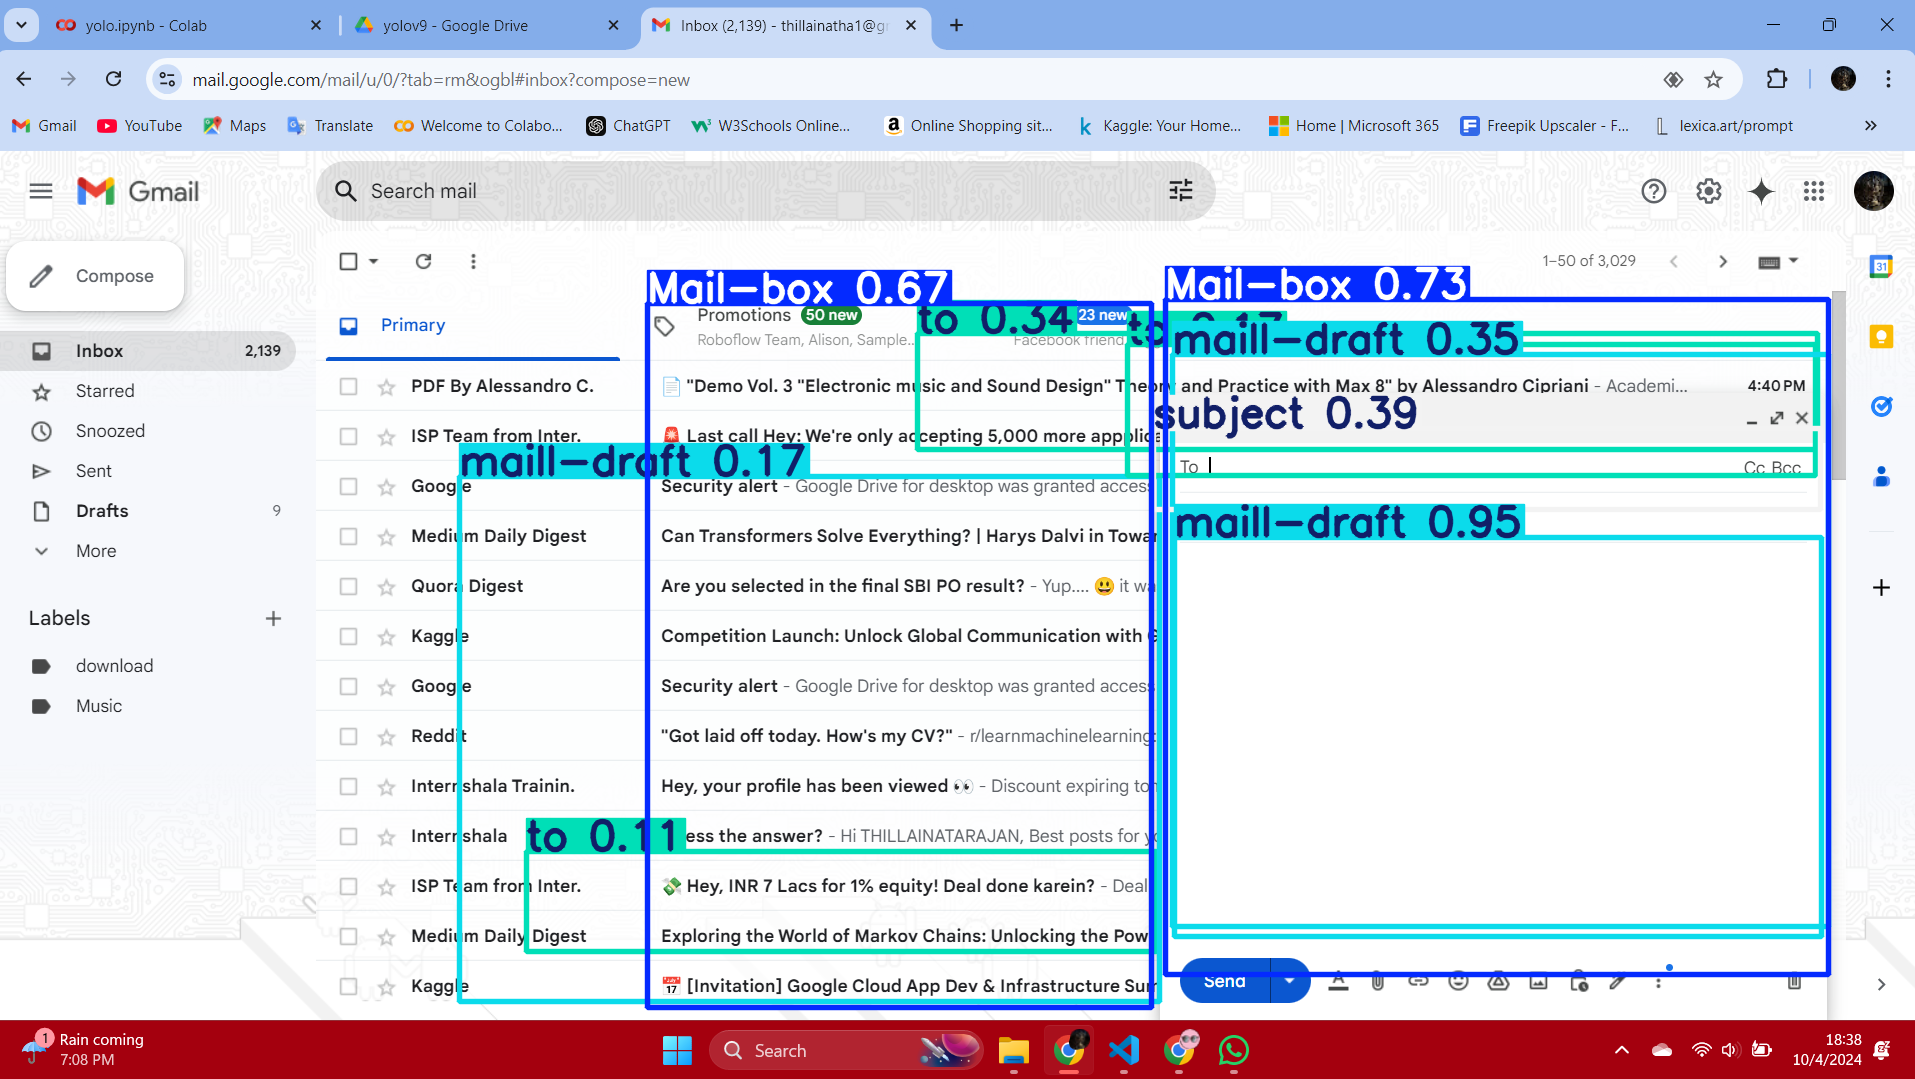 yolo.ipynb - Colab
yolov9 - Google Drive
Inbox (2,139) - thillainatha1@gr
mail.google.com/mail/u/0/?tab=rm&ogbl#inbox?compose=new
Gmail
YouTube
Maps
Translate
Welcome to Colabo...
ChatGPT
W3Schools Online...
Online Shopping sit...
Kaggle: Your Home...
Home | Microsoft 365
Freepik Upscaler - F...
lexica.art/prompt
Gmail
Search mail
Compose
1–50 of 3,029
Mail-box 0.67
Mail-box 0.73
Primary
Promotions 50 new
Roboflow Team, Alison, Sample...
to 0.34
23 new
Facebook friend
to 0.17
maill-draft 0.35
Inbox 2,139
Starred
Snoozed
Sent
Drafts 9
More
Labels
download
Music
PDF By Alessandro C.
"Demo Vol. 3 "Electronic music and Sound Design" Theory and Practice with Max 8" by Alessandro Cipriani - Academi...
4:40 PM
subject 0.39
ISP Team from Inter.
Last call Hey: We're only accepting 5,000 more appplica
maill-draft 0.17
To
Cc Bcc
Google
Security alert - Google Drive for desktop was granted access
maill-draft 0.95
Medium Daily Digest
Can Transformers Solve Everything? | Harys Dalvi in Towar
Quora Digest
Are you selected in the final SBI PO result? - Yup.... 😃 it wa
Kaggle
Competition Launch: Unlock Global Communication with G
Google
Security alert - Google Drive for desktop was granted access
Reddit
"Got laid off today. How's my CV?" - r/learnmachinelearning:
Internshala Trainin.
Hey, your profile has been viewed 👀 - Discount expiring to
Internshala
to 0.11
ess the answer? - Hi THILLAINATARAJAN, Best posts for yo
ISP Team from Inter.
💸 Hey, INR 7 Lacs for 1% equity! Deal done karein? - Deal
Medium Daily Digest
Exploring the World of Markov Chains: Unlocking the Pow
Kaggle
[Invitation] Google Cloud App Dev & Infrastructure Sum
Send
1
Rain coming
7:08 PM
Search
18:38
10/4/2024